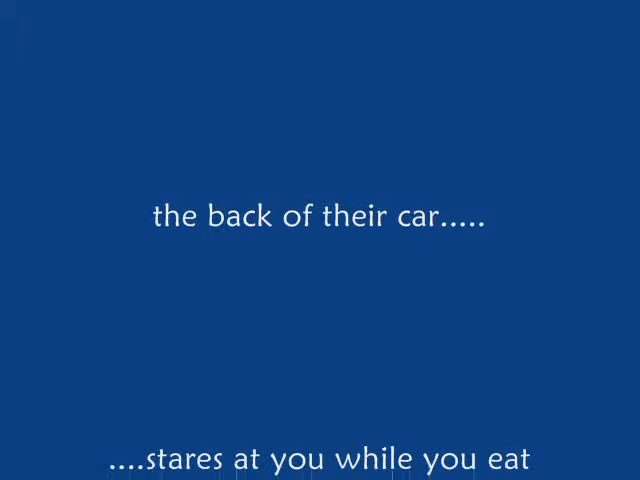 the back of their car.....
....stares at you while you eat